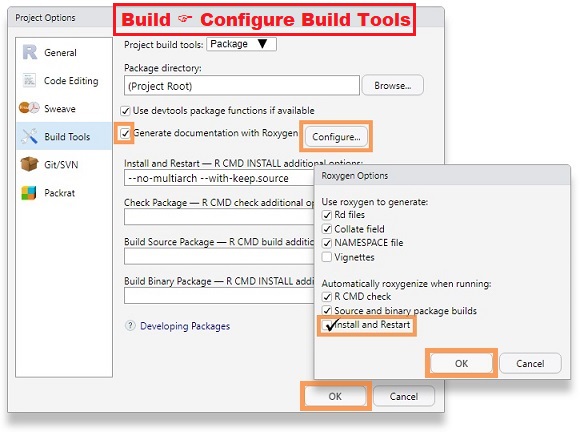 Project Options
Build ☞ Configure Build Tools
General
Code Editing
Sweave
Build Tools
Git/SVN
Packrat
Project build tools: Package ▼
Package directory:
(Project Root)
Browse...
Use devtools package functions if available
Generate documentation with Roxygen
Configure...
Install and Restart — R CMD INSTALL additional options:
--no-multiarch --with-keep.source
Check Package — R CMD check additional op
Build Source Package — R CMD build additio
Build Binary Package — R CMD INSTALL addi
? Developing Packages
OK
Cancel
Roxygen Options
Use roxygen to generate:
Rd files
Collate field
NAMESPACE file
Vignettes
Automatically roxygenize when running:
R CMD check
Source and binary package builds
Install and Restart
OK
Cancel